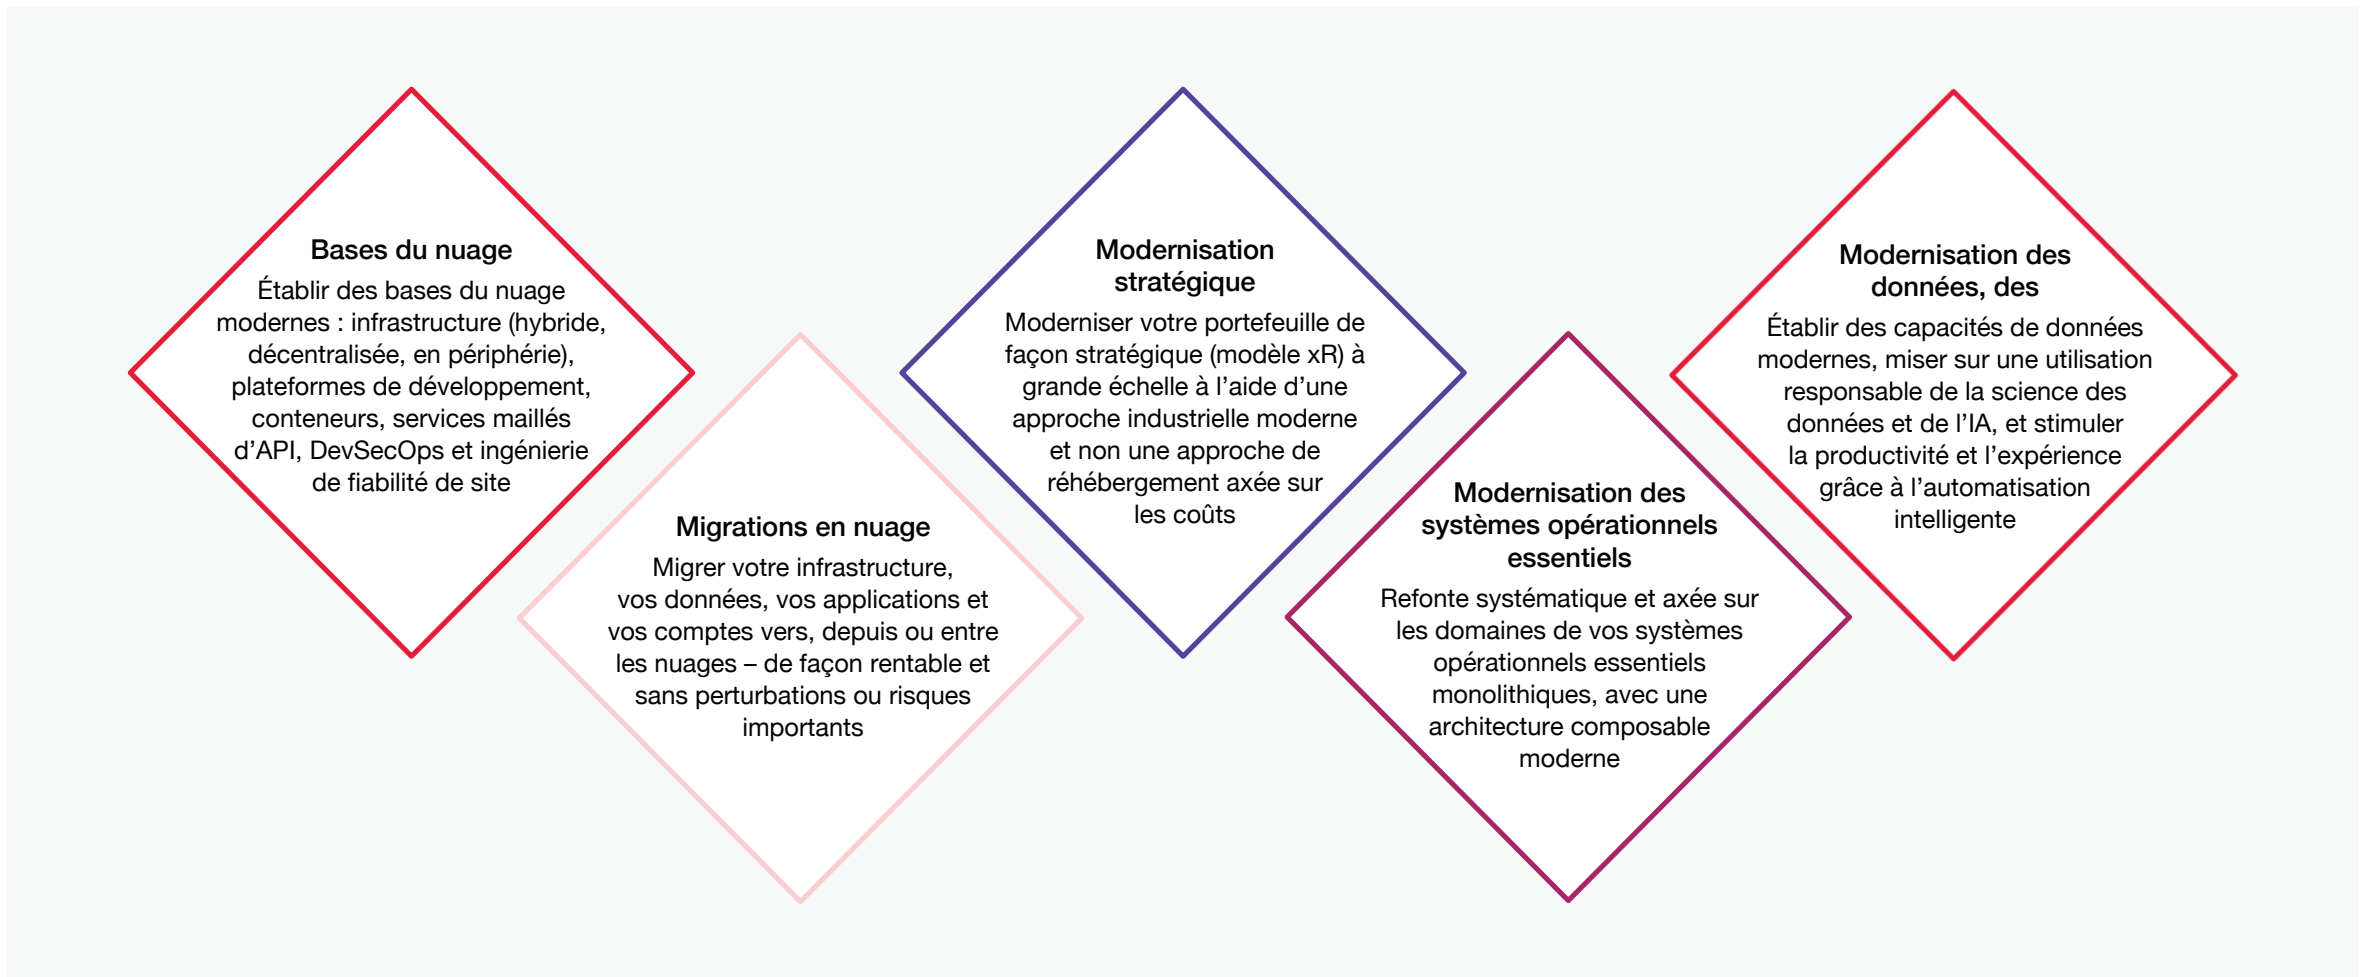 Bases du nuage
Établir des bases du nuage
modernes : infrastructure (hybride,
décentralisée, en périphérie),
plateformes de développement,
conteneurs, services maillés
d’API, DevSecOps et ingénierie
de fiabilité de site
Migrations en nuage
Migrer votre infrastructure,
vos données, vos applications et
vos comptes vers, depuis ou entre
les nuages – de façon rentable et
sans perturbations ou risques
importants
Modernisation
stratégique
Moderniser votre portefeuille de
façon stratégique (modèle xR) à
grande échelle à l’aide d’une
approche industrielle moderne
et non une approche de
réhébergement axée sur
les coûts
Modernisation des
systèmes opérationnels
essentiels
Refonte systématique et axée sur
les domaines de vos systèmes
opérationnels essentiels
monolithiques, avec une
architecture composable
moderne
Modernisation des
données, des
Établir des capacités de données
modernes, miser sur une utilisation
responsable de la science des
données et de l’IA, et stimuler
la productivité et l’expérience
grâce à l’automatisation
intelligente